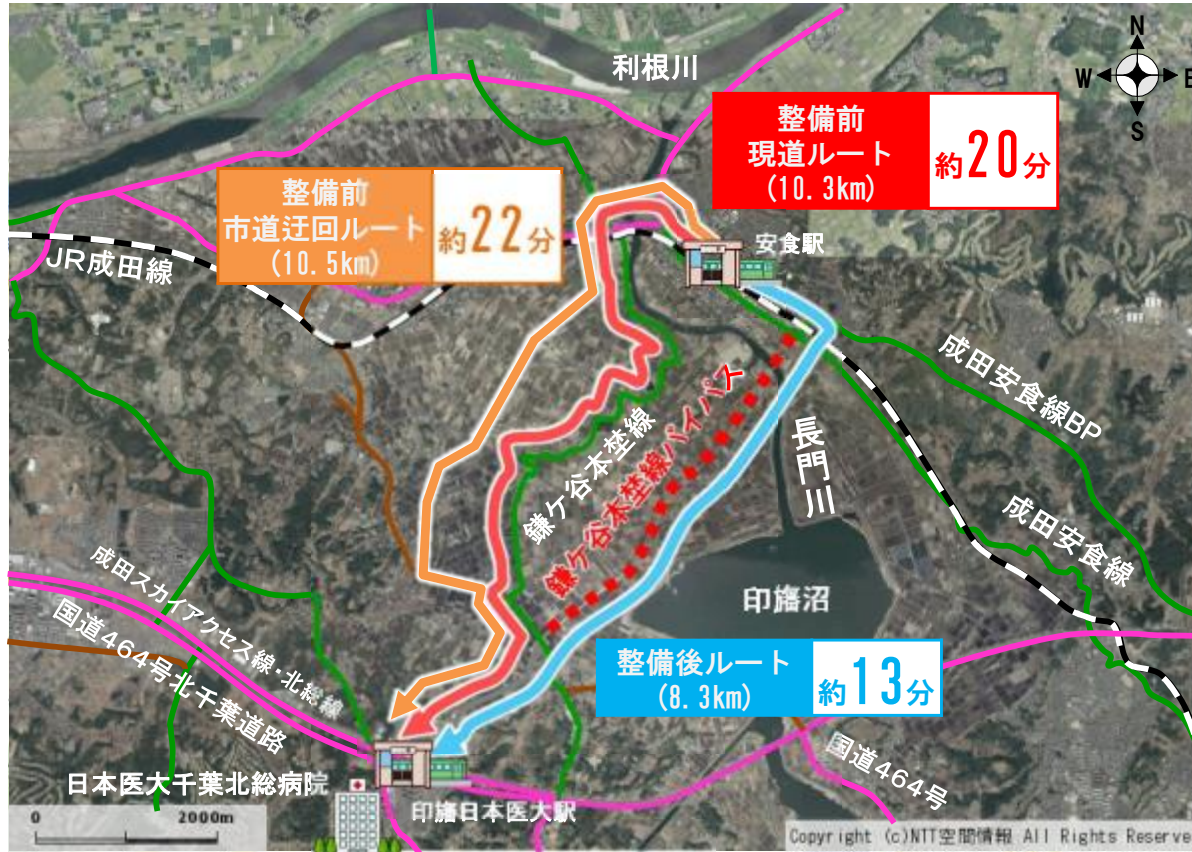 利根川
N
W
E
S
整備前
現道ルート
(10.3km)
約20分
整備前
市道迂回ルート
(10.5km)
約22分
安食駅
JR成田線
成田安食線BP
鎌ケ谷本埜線
鎌ケ谷本埜線バイパス
長門川
成田安食線
印旛沼
成田スカイアクセス線・北総線
国道464号北千葉道路
整備後ルート
(8.3km)
約13分
国道464号
日本医大千葉北総病院
印旛日本医大駅
0
2000m
Copyright (c)NTT空間情報 All Rights Reserve